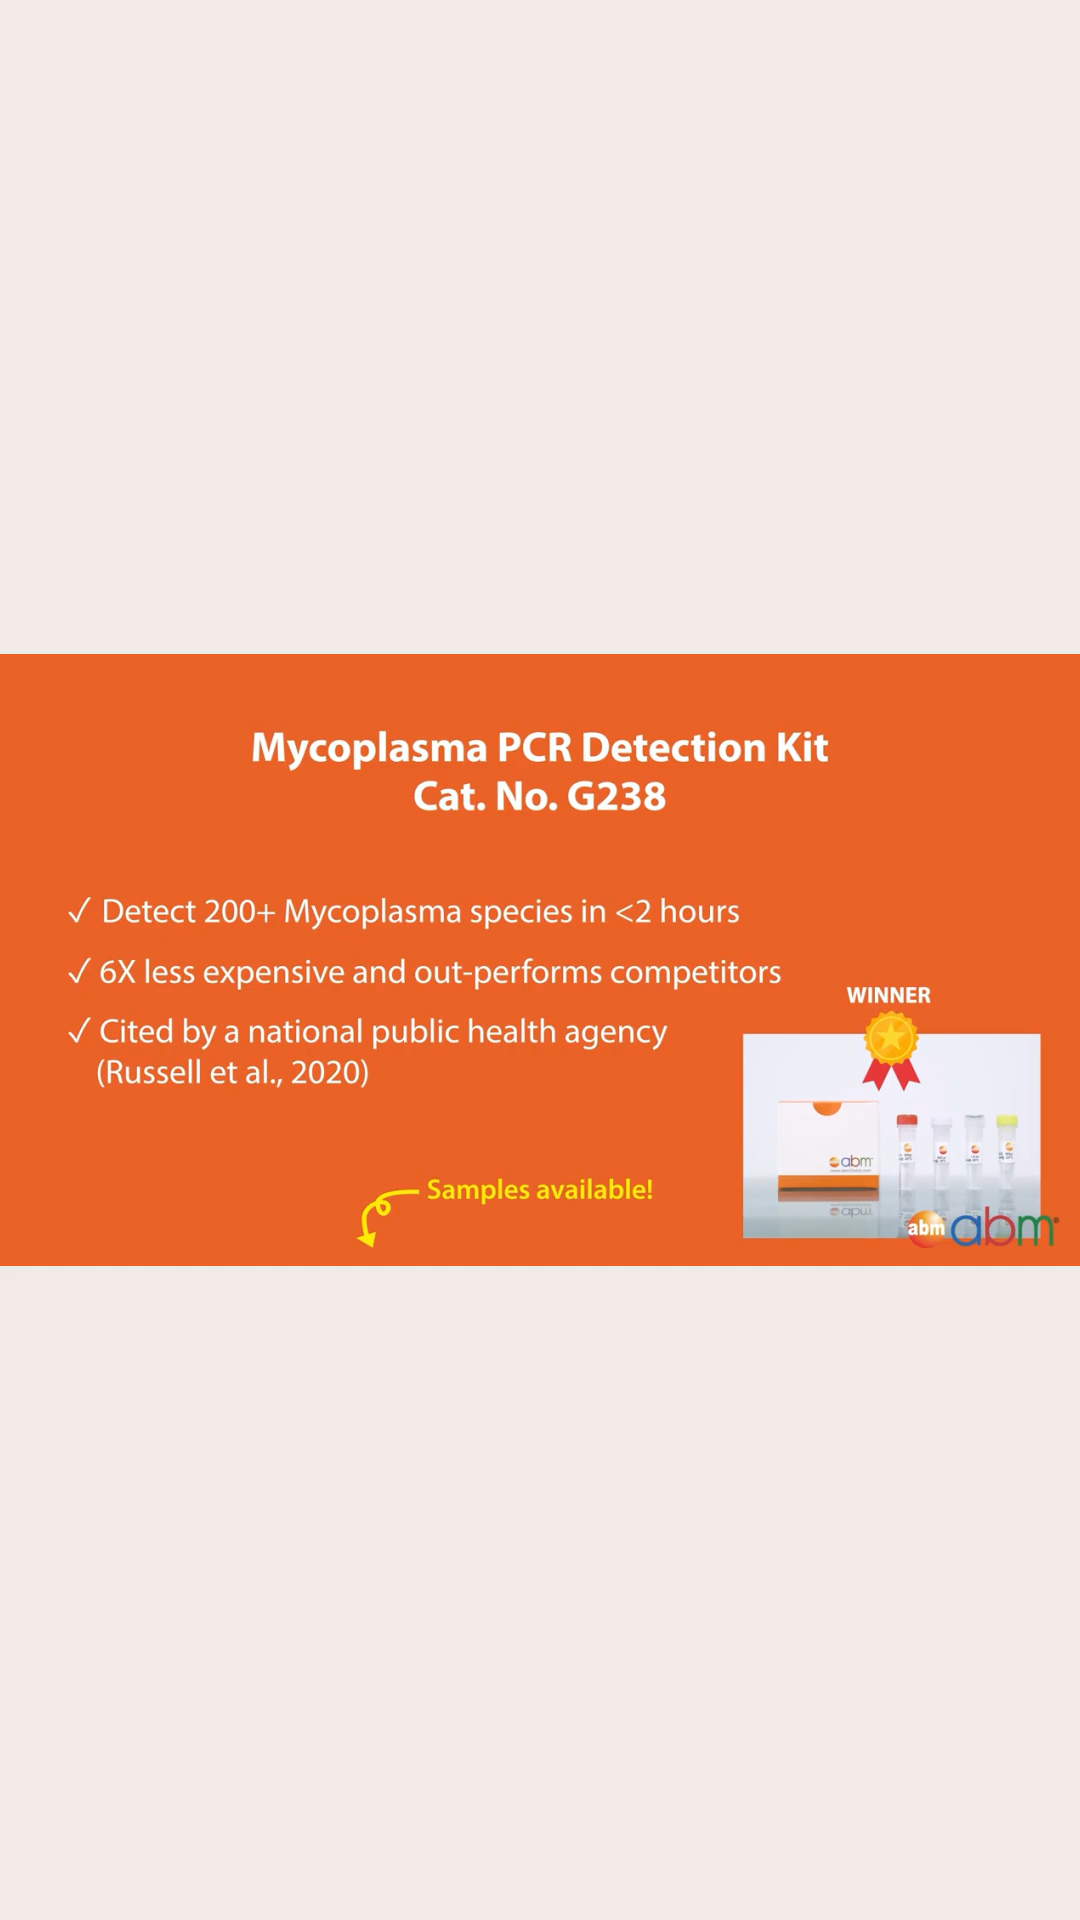 Mycoplasma PCR Detection Kit
Cat. No. G238
✓ Detect 200+ Mycoplasma species in <2 hours
✓ 6X less expensive and out-performs competitors
✓ Cited by a national public health agency
(Russell et al., 2020)
WINNER
abm
Samples available!
abm abm